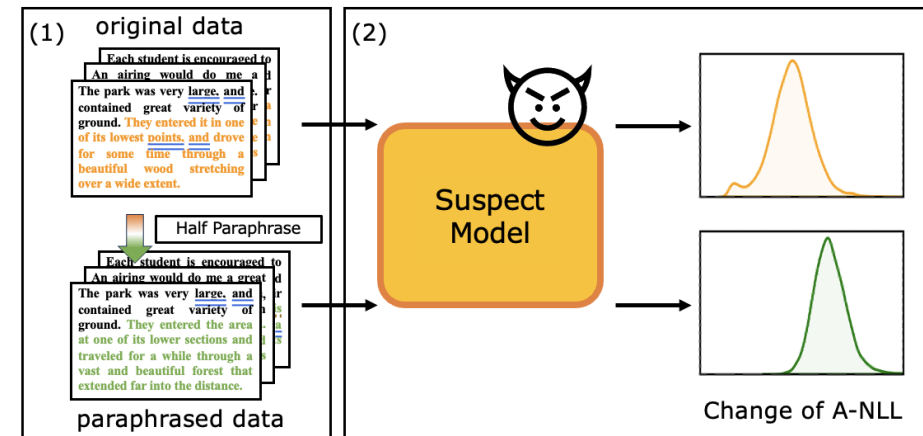 (1)
original data
Each student is encouraged to
An airing would do me a d
The park was very large, and e. r
contained great variety of r a
ground. They entered it in one e
of its lowest points, and drove e n
for some time through a s
beautiful wood stretching
over a wide extent.
Half Paraphrase
Each student is encouraged to
An airing would do me a great d
The park was very large, and , ir
contained great variety of n is
ground. They entered the area . a
at one of its lower sections and d is
traveled for a while through a s
vast and beautiful forest that
extended far into the distance.
paraphrased data
(2)
Suspect
Model
Change of A-NLL